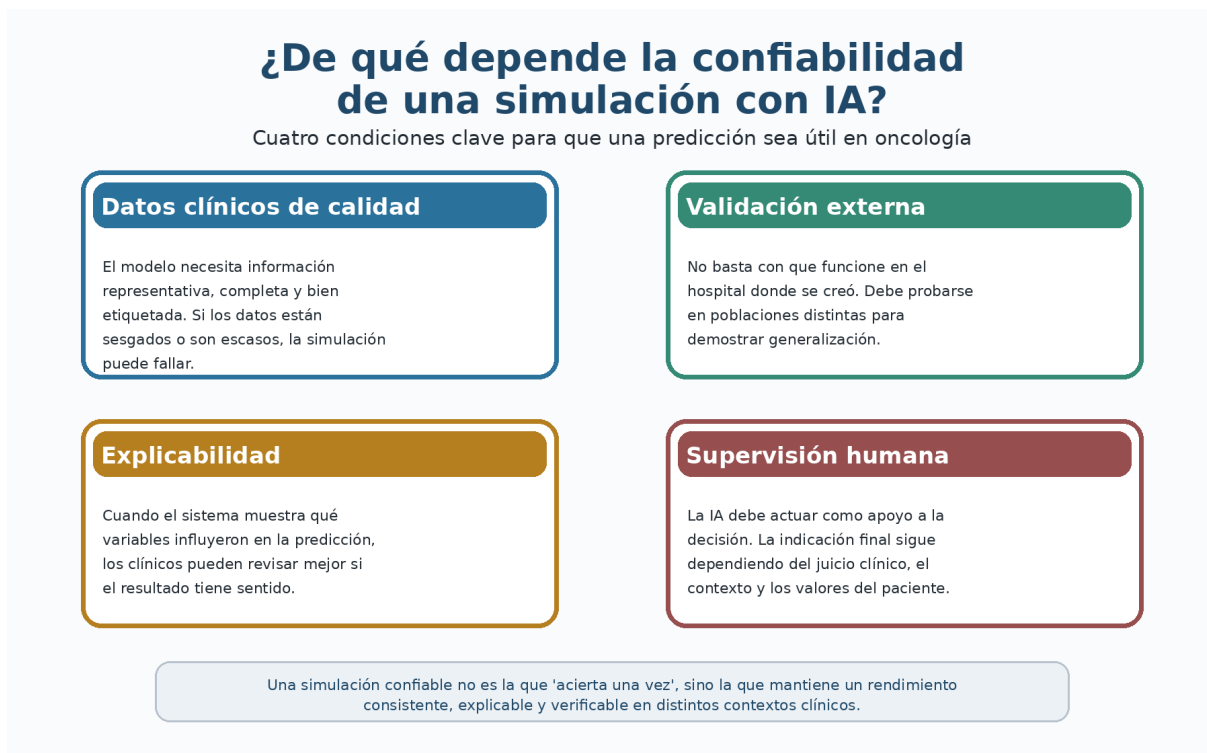 ¿De qué depende la confiabilidad
de una simulación con IA?
Cuatro condiciones clave para que una predicción sea útil en oncología
Datos clínicos de calidad
El modelo necesita información
representativa, completa y bien
etiquetada. Si los datos están
sesgados o son escasos, la simulación
puede fallar.
Validación externa
No basta con que funcione en el
hospital donde se creó. Debe probarse
en poblaciones distintas para
demostrar generalización.
Explicabilidad
Cuando el sistema muestra qué
variables influyeron en la predicción,
los clínicos pueden revisar mejor si
el resultado tiene sentido.
Supervisión humana
La IA debe actuar como apoyo a la
decisión. La indicación final sigue
dependiendo del juicio clínico, el
contexto y los valores del paciente.
Una simulación confiable no es la que 'acierta una vez', sino la que mantiene un rendimiento
consistente, explicable y verificable en distintos contextos clínicos.